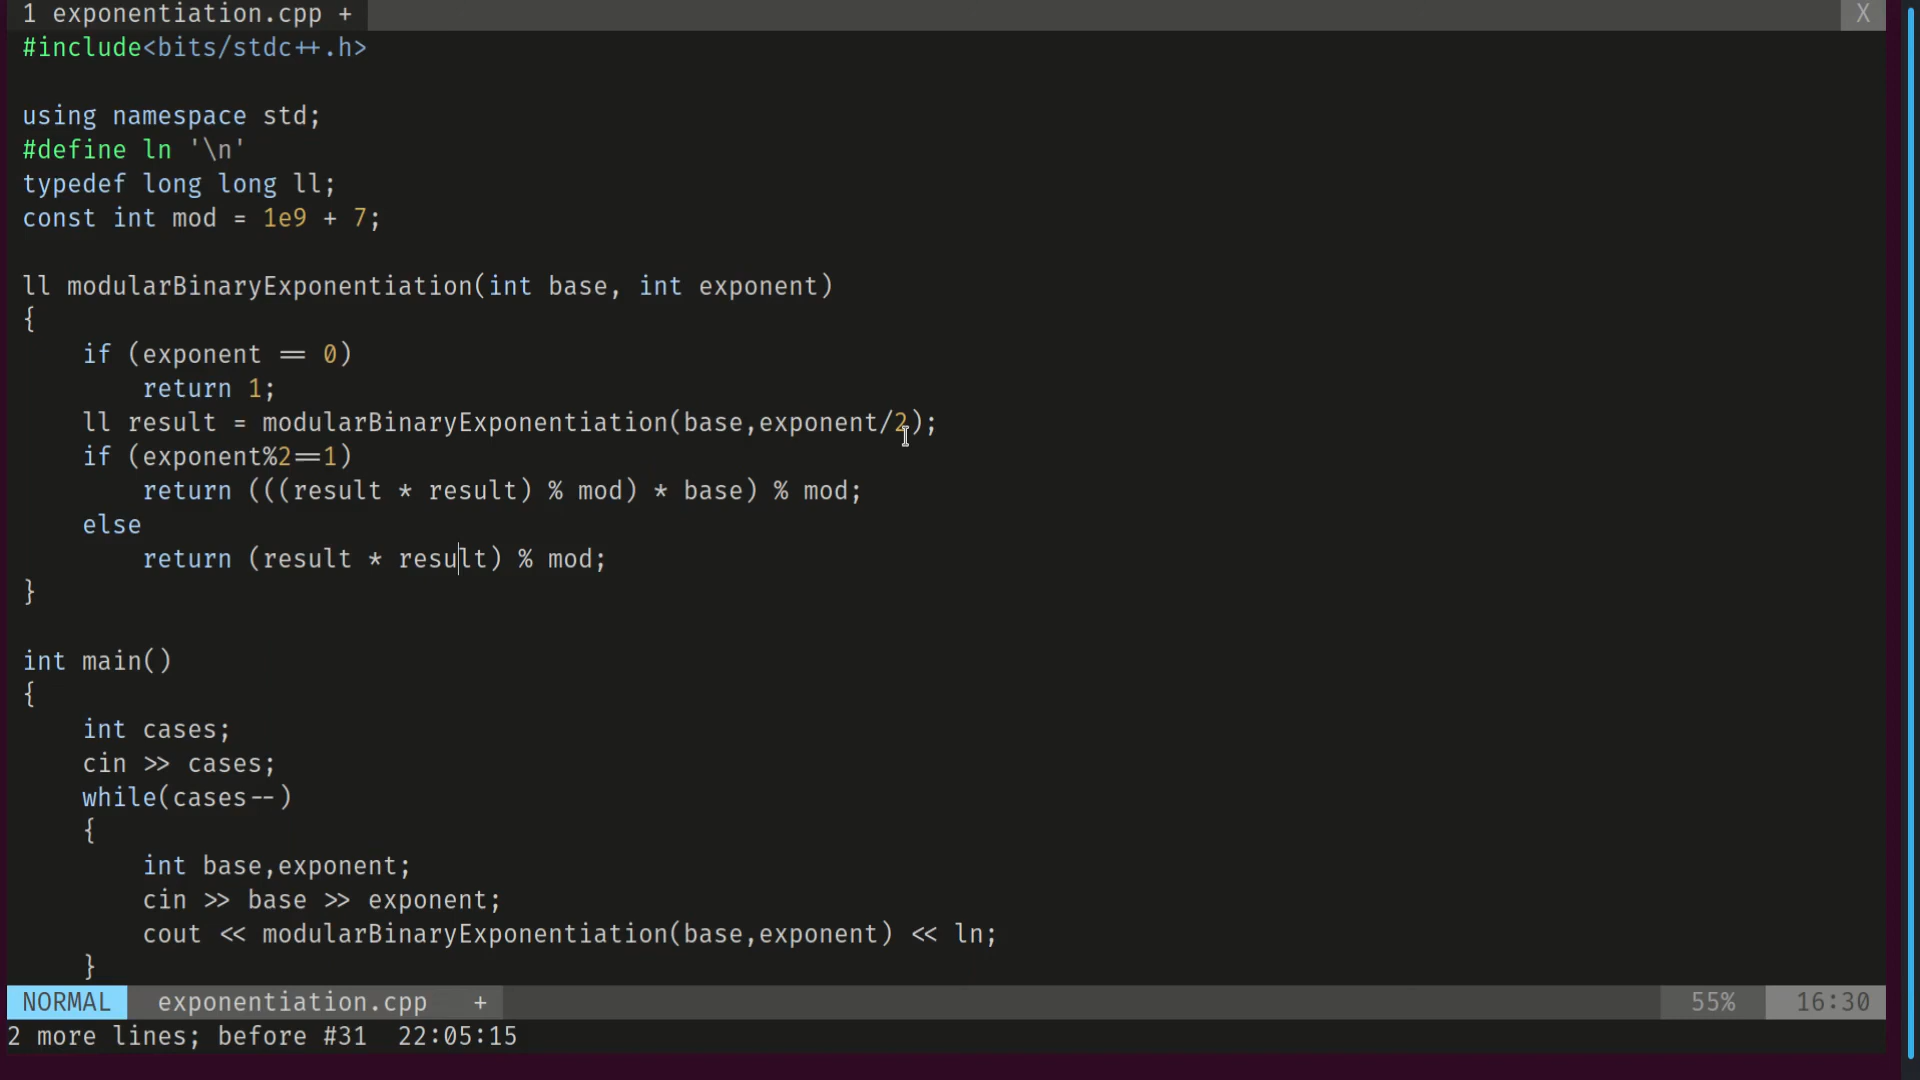 1 exponentiation.cpp + X
#include<bits/stdc++.h>
using namespace std;
#define ln '\n'
typedef long long ll;
const int mod = 1e9 + 7;
ll modularBinaryExponentiation(int base, int exponent)
{
    if (exponent == 0)
        return 1;
    ll result = modularBinaryExponentiation(base,exponent/2);
    if (exponent%2==1)
        return (((result * result) % mod) * base) % mod;
    else
        return (result * result) % mod;
}
int main()
{
    int cases;
    cin >> cases;
    while(cases--)
    {
        int base,exponent;
        cin >> base >> exponent;
        cout << modularBinaryExponentiation(base,exponent) << ln;
    }
NORMAL exponentiation.cpp + 55% 16:30
2 more lines; before #31 22:05:15